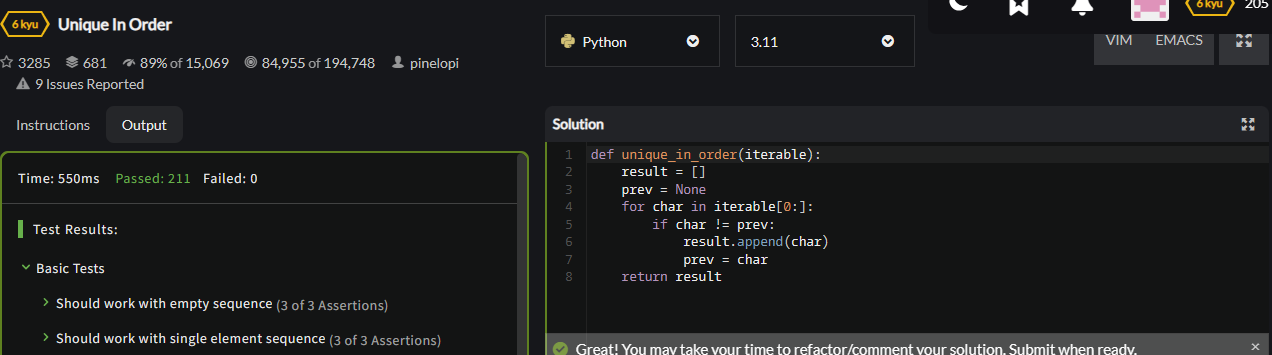 6 kyu Unique In Order
3285 681 89% of 15,069 84,955 of 194,748 pinelopi
9 Issues Reported
Python
3.11
6 kyu 205
VIM EMACS
Instructions Output
Time: 550ms Passed: 211 Failed: 0
Test Results:
Basic Tests
Should work with empty sequence (3 of 3 Assertions)
Should work with single element sequence (3 of 3 Assertions)
Solution
1 def unique_in_order(iterable):
2     result = []
3     prev = None
4     for char in iterable[0:]:
5         if char != prev:
6             result.append(char)
7             prev = char
8     return result
Great! You may take your time to refactor/comment your solution. Submit when ready.